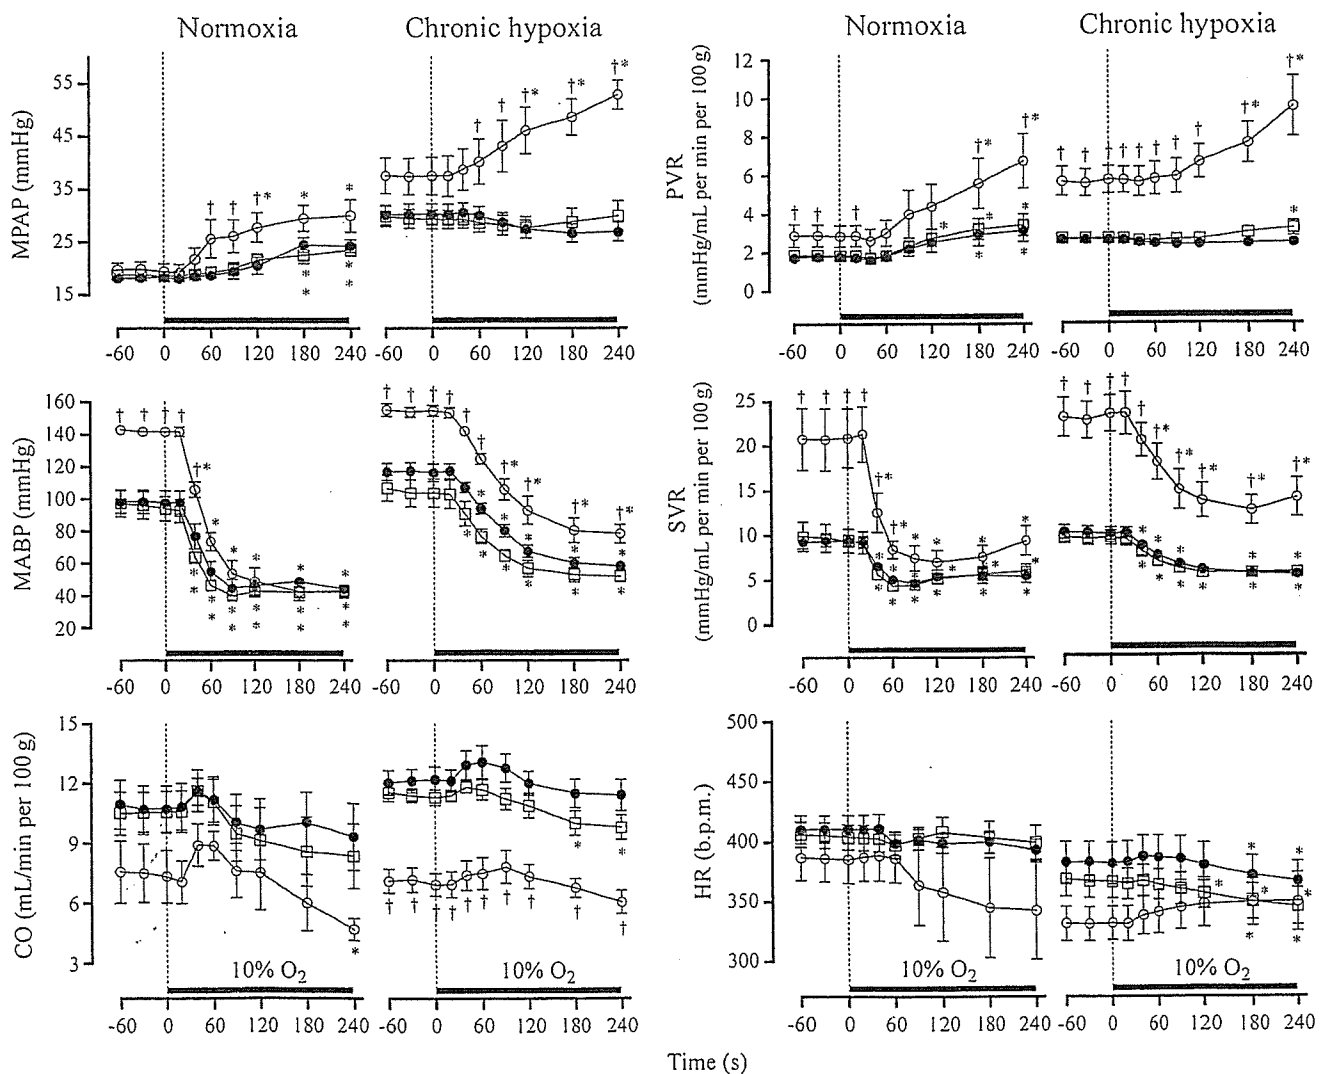 Normoxia Chronic hypoxia
MPAP (mmHg)
55
45
35
25
15
† † †* * *
* * * *
† † †* †* †*
-60 0 60 120 180 240
-60 0 60 120 180 240
Normoxia Chronic hypoxia
PVR
(mmHg/mL per min per 100g)
12
10
8
6
4
2
0
† † † †* †*
* * * * *
† † † † † † † † †* †*
*
-60 0 60 120 180 240
-60 0 60 120 180 240
MABP (mmHg)
160
140
120
100
80
60
40
20
† † † † †* * * * * *
* * * * * *
* * * * *
† † † † † † †* †* †* †*
* * * *
* * * * * *
-60 0 60 120 180 240
-60 0 60 120 180 240
SVR
(mmHg/mL per min per 100g)
25
20
15
10
5
0
† † † † †* †* * * * *
* * * * * *
* * * * * *
† † † † † †* †* †* †* †*
* * * * * *
-60 0 60 120 180 240
-60 0 60 120 180 240
CO (mL/min per 100g)
15
12
9
6
3
*
* *
† † † † † † † † † †
10% O₂
-60 0 60 120 180 240
-60 0 60 120 180 240
HR (b.p.m.)
500
450
400
350
300
* *
* * *
* *
10% O₂ 10% O₂
-60 0 60 120 180 240
-60 0 60 120 180 240
Time (s)